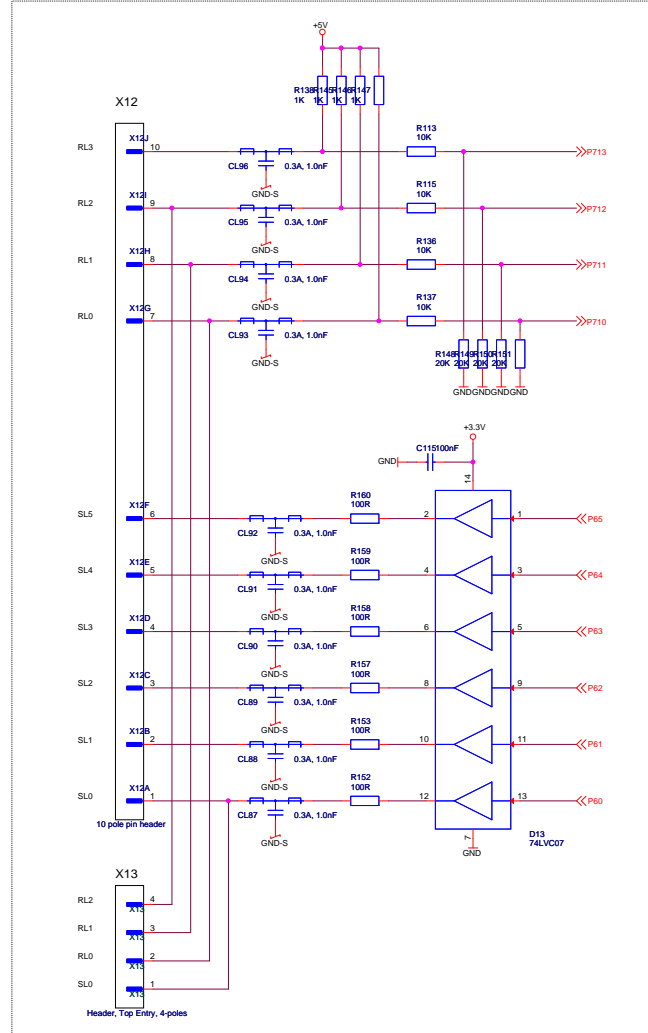 +5V
R138 R145 R146 R147
1K 1K 1K
X12
RL3 X12J 10 CL96 0.3A, 1.0nF R113 10K P713
GND-S
RL2 X12I 9 CL95 0.3A, 1.0nF R115 10K P712
GND-S
RL1 X12H 8 CL94 0.3A, 1.0nF R136 10K P711
GND-S
RL0 X12G 7 CL93 0.3A, 1.0nF R137 10K P710
GND-S
R148 R149 R150 R151
20K 20K 20K
GND GND GND GND
+3.3V
GND C115 100nF
14
SL5 X12F 6 CL92 0.3A, 1.0nF R160 100R 2 1 P65
GND-S
SL4 X12E 5 CL91 0.3A, 1.0nF R159 100R 4 3 P64
GND-S
SL3 X12D 4 CL90 0.3A, 1.0nF R158 100R 6 5 P63
GND-S
SL2 X12C 3 CL89 0.3A, 1.0nF R157 100R 8 9 P62
GND-S
SL1 X12B 2 CL88 0.3A, 1.0nF R153 100R 10 11 P61
GND-S
SL0 X12A 1 CL87 0.3A, 1.0nF R152 100R 12 13 P60
GND-S
10 pole pin header
7
GND
D13
74LVC07
X13
RL2 X13 4
RL1 X13 3
RL0 X13 2
SL0 X13 1
Header, Top Entry, 4-poles